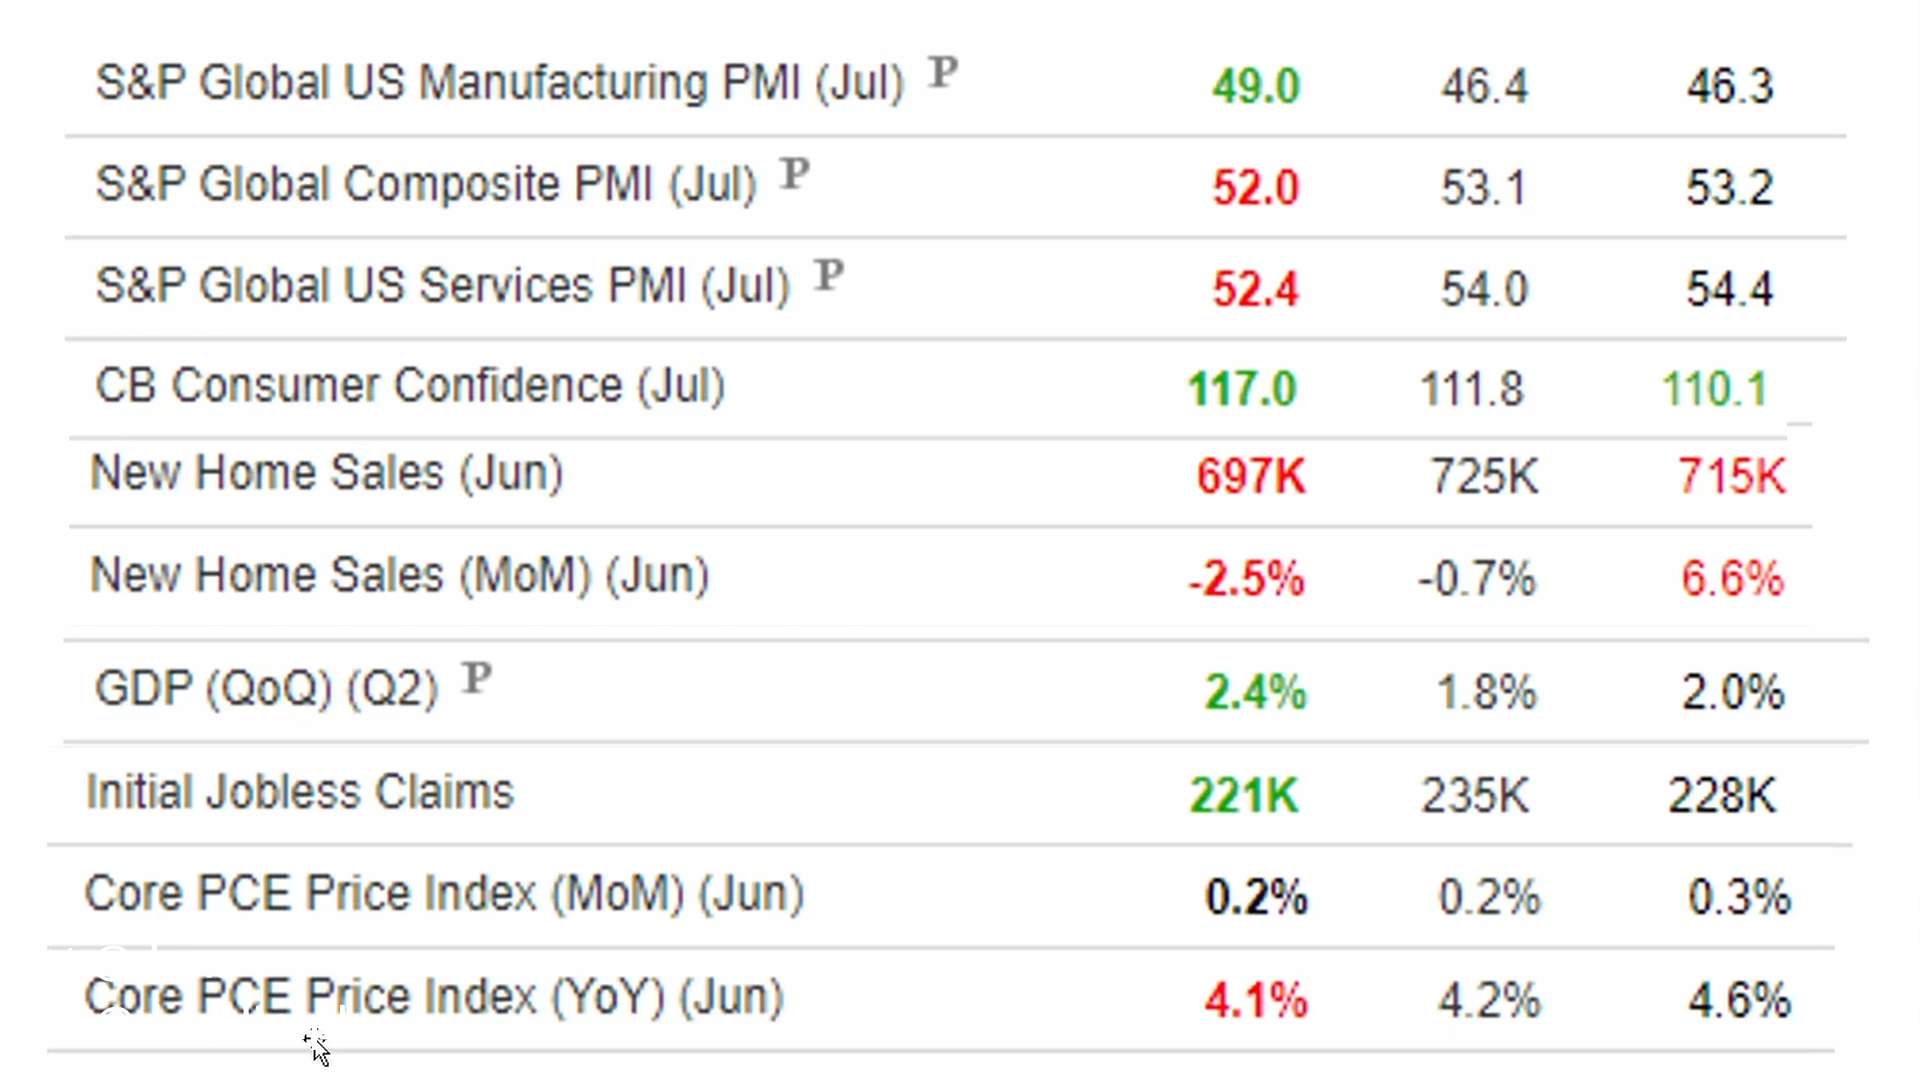 S&P Global US Manufacturing PMI (Jul) P 49.0 46.4 46.3
S&P Global Composite PMI (Jul) P 52.0 53.1 53.2
S&P Global US Services PMI (Jul) P 52.4 54.0 54.4
CB Consumer Confidence (Jul) 117.0 111.8 110.1
New Home Sales (Jun) 697K 725K 715K
New Home Sales (MoM) (Jun) -2.5% -0.7% 6.6%
GDP (QoQ) (Q2) P 2.4% 1.8% 2.0%
Initial Jobless Claims 221K 235K 228K
Core PCE Price Index (MoM) (Jun) 0.2% 0.2% 0.3%
Core PCE Price Index (YoY) (Jun) 4.1% 4.2% 4.6%